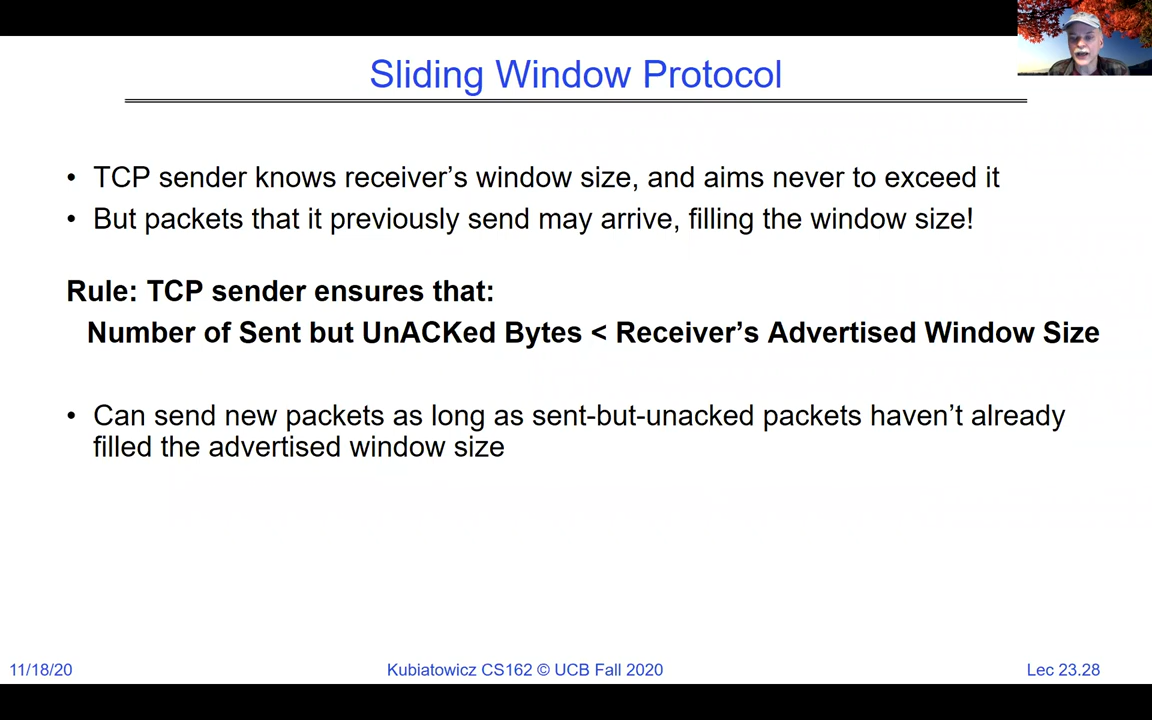 Sliding Window Protocol
• TCP sender knows receiver’s window size, and aims never to exceed it
• But packets that it previously send may arrive, filling the window size!
Rule: TCP sender ensures that:
Number of Sent but UnACKed Bytes < Receiver’s Advertised Window Size
• Can send new packets as long as sent-but-unacked packets haven’t already
filled the advertised window size
11/18/20
Kubiatowicz CS162 © UCB Fall 2020
Lec 23.28